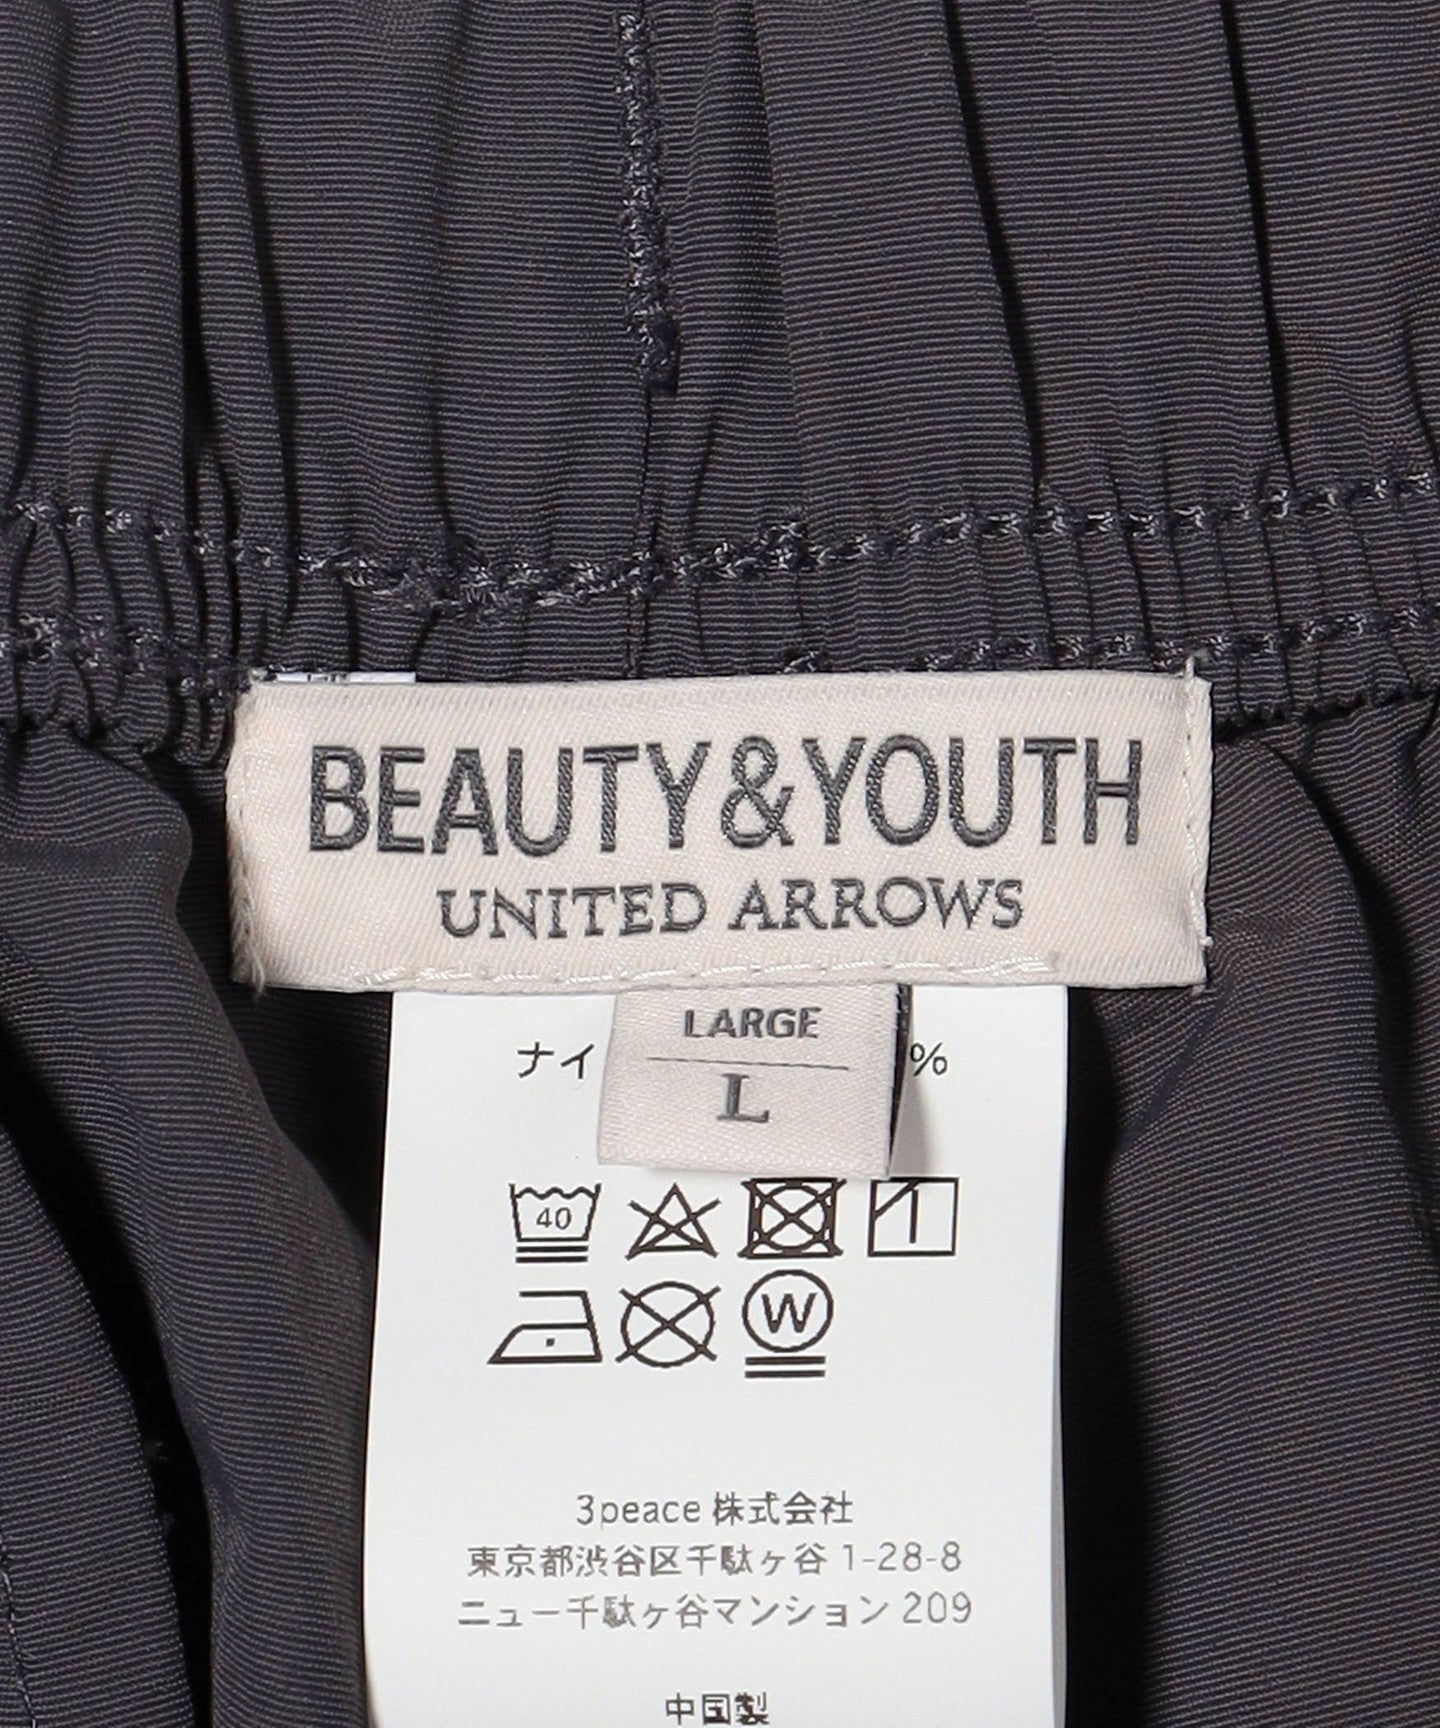 BEAUTY&YOUTH
UNITED ARROWS
LARGE
L
ナイ %
40
W
3peace 株式会社
東京都渋谷区千駄ヶ谷 1-28-8
ニュー千駄ヶ谷マンション 209
中国製